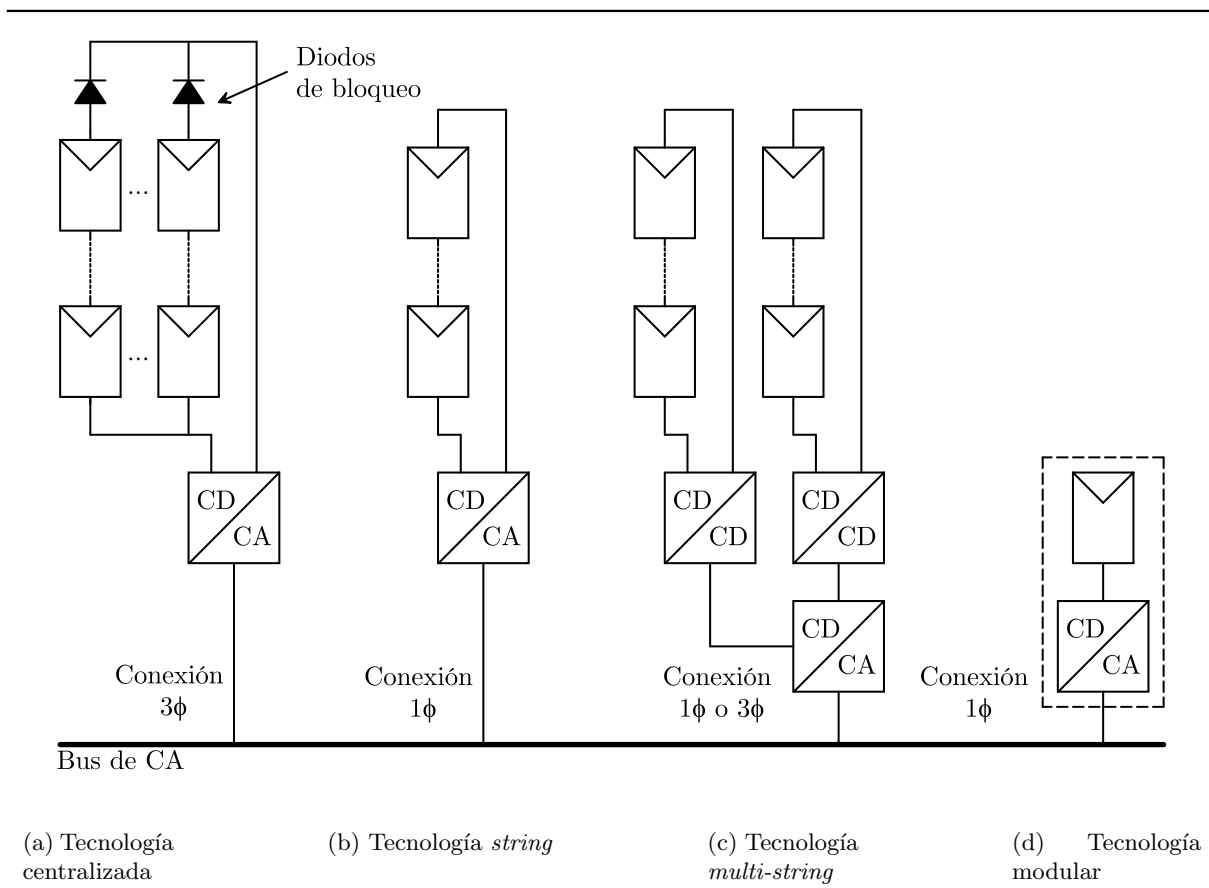 Diodos
de bloqueo
...
...
CD
CA
CD
CA
CD
CD
CD
CD
CD
CA
CD
CA
Conexión
3ϕ
Conexión
1ϕ
Conexión
1ϕ o 3ϕ
Conexión
1ϕ
Bus de CA
(a) Tecnología
centralizada
(b) Tecnología string
(c) Tecnología
multi-string
(d) Tecnología
modular